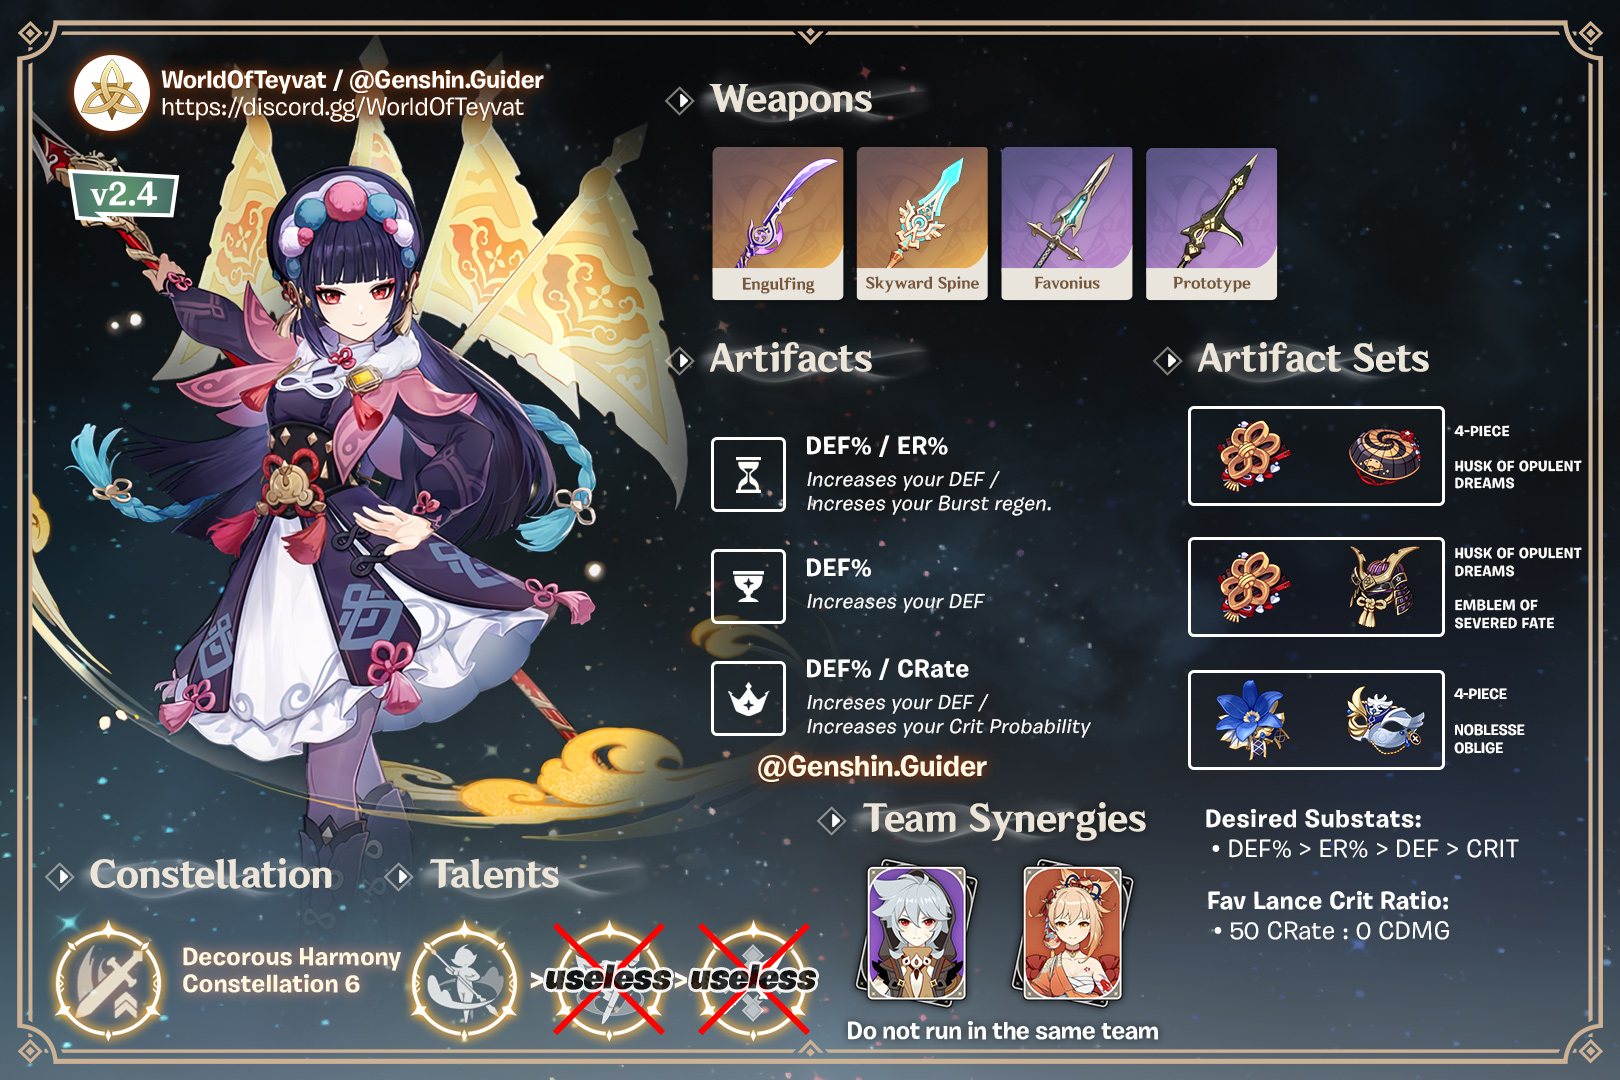 WorldOfTeyvat / @Genshin.Guider
https://discord.gg/WorldOfTeyvat
v2.4
Weapons
Engulfing
Skyward Spine
Favonius
Prototype
Artifacts
DEF% / ER%
Increases your DEF /
Increses your Burst regen.
DEF%
Increases your DEF
DEF% / CRate
Increses your DEF /
Increases your Crit Probability
@Genshin.Guider
Artifact Sets
4-PIECE
HUSK OF OPULENT
DREAMS
HUSK OF OPULENT
DREAMS
EMBLEM OF
SEVERED FATE
4-PIECE
NOBLESSE
OBLIGE
Desired Substats:
• DEF% > ER% > DEF > CRIT
Fav Lance Crit Ratio:
• 50 CRate : 0 CDMG
Constellation
Decorous Harmony
Constellation 6
Talents
>useless>useless
Team Synergies
Do not run in the same team